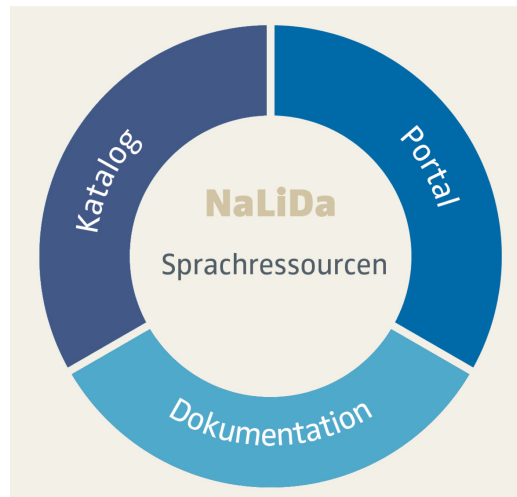 Katalog
Portal
NaLiDa
Sprachressourcen
Dokumentation